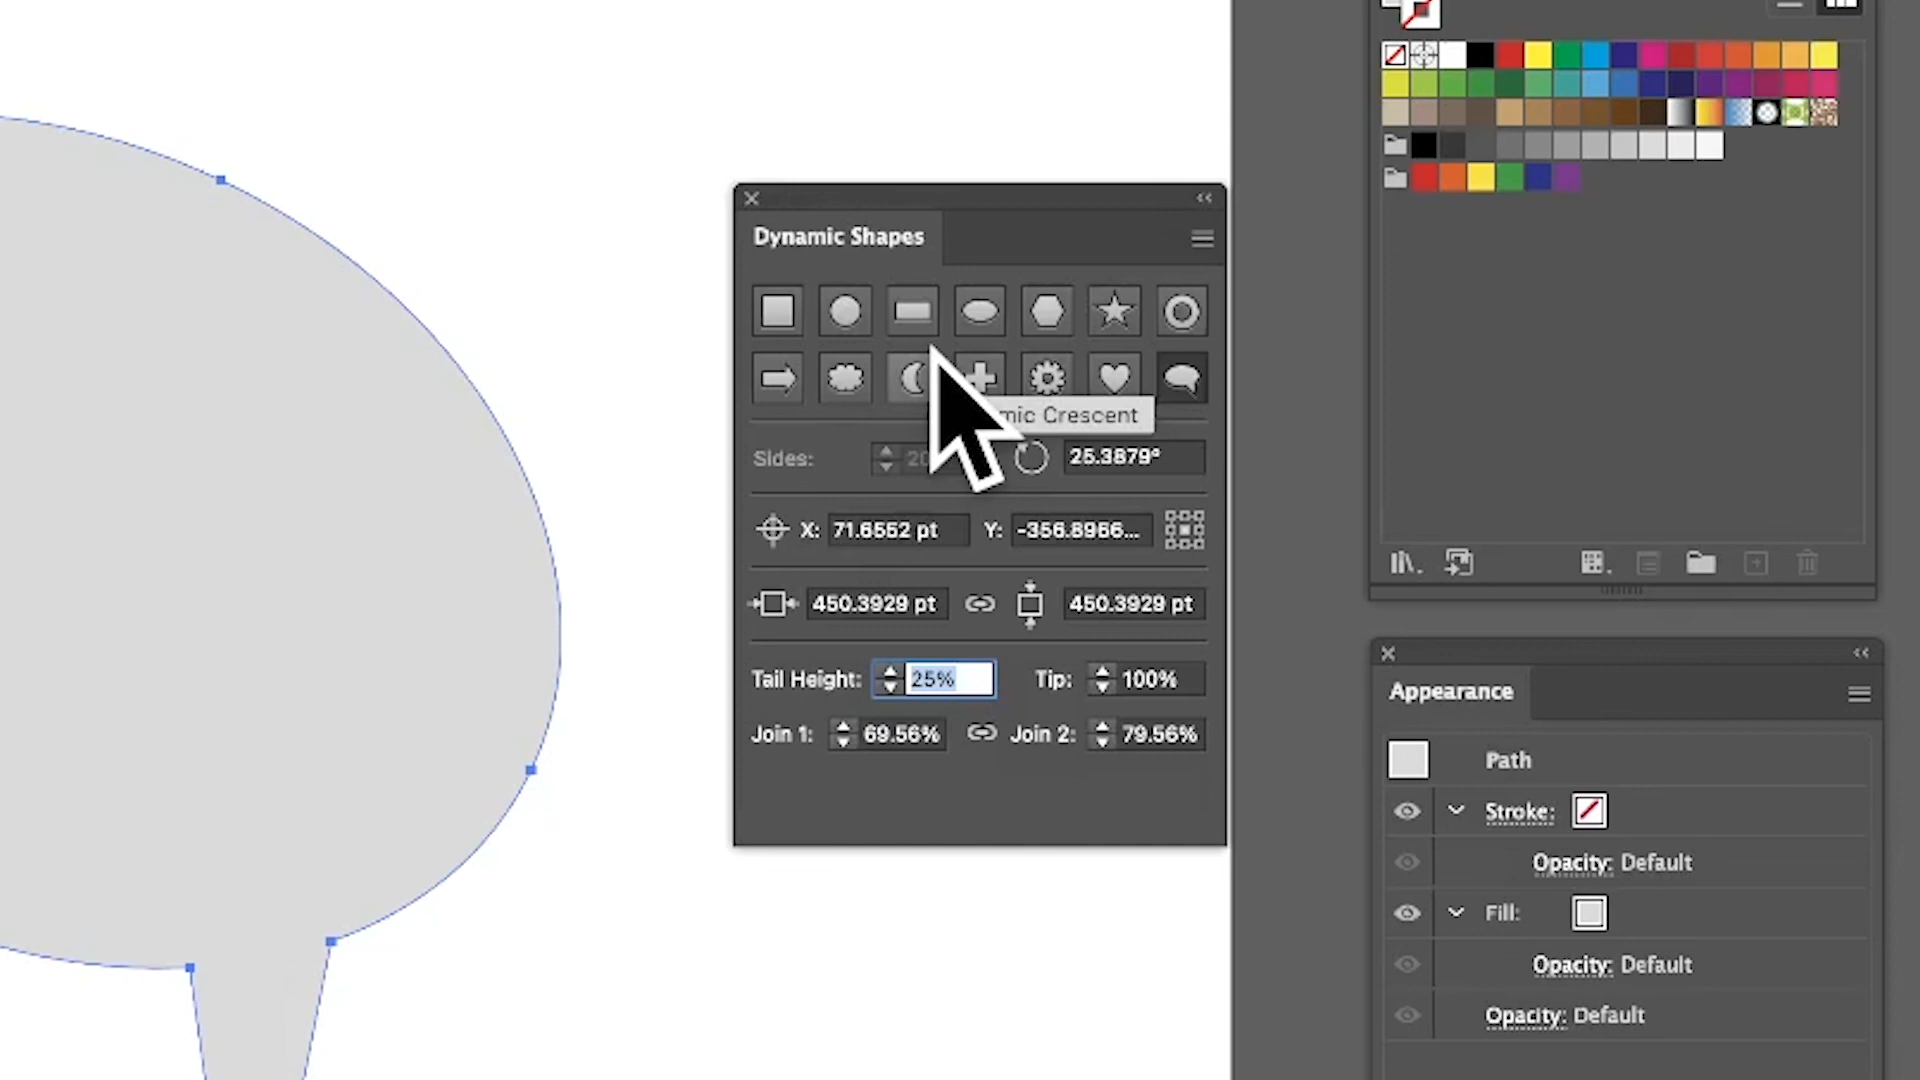 Dynamic Shapes
Crescent
Sides:
25.3879°
X: 71.6552 pt Y: -356.8966...
450.3929 pt 450.3929 pt
Tail Height: 25% Tip: 100%
Join 1: 69.56% Join 2: 79.56%
Appearance
Path
Stroke:
Opacity: Default
Fill:
Opacity: Default
Opacity: Default